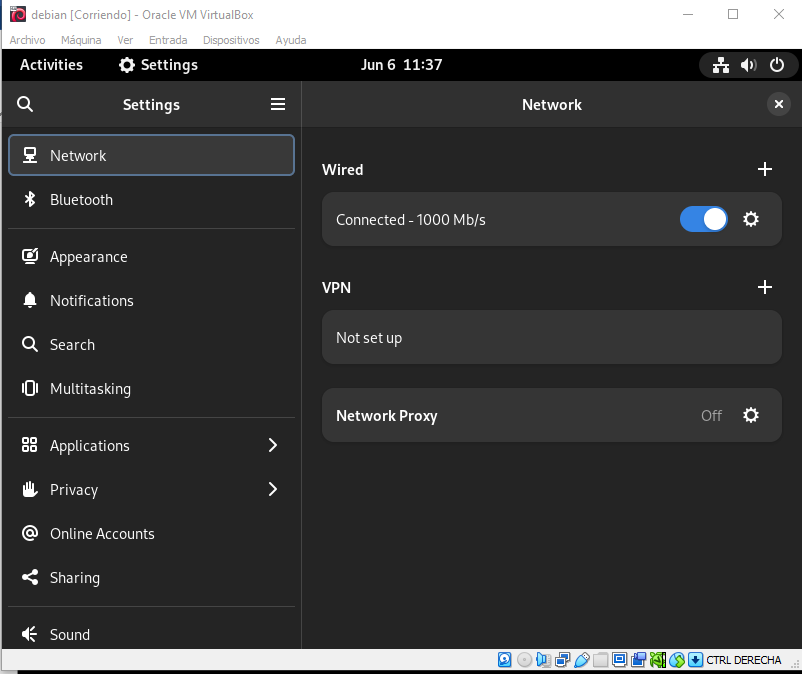 debian [Corriendo] - Oracle VM VirtualBox
Archivo Máquina Ver Entrada Dispositivos Ayuda
Activities Settings Jun 6 11:37
Settings Network
Network
Bluetooth
Appearance
Notifications
Search
Multitasking
Applications
Privacy
Online Accounts
Sharing
Sound
Wired
Connected - 1000 Mb/s
VPN
Not set up
Network Proxy Off
CTRL DERECHA